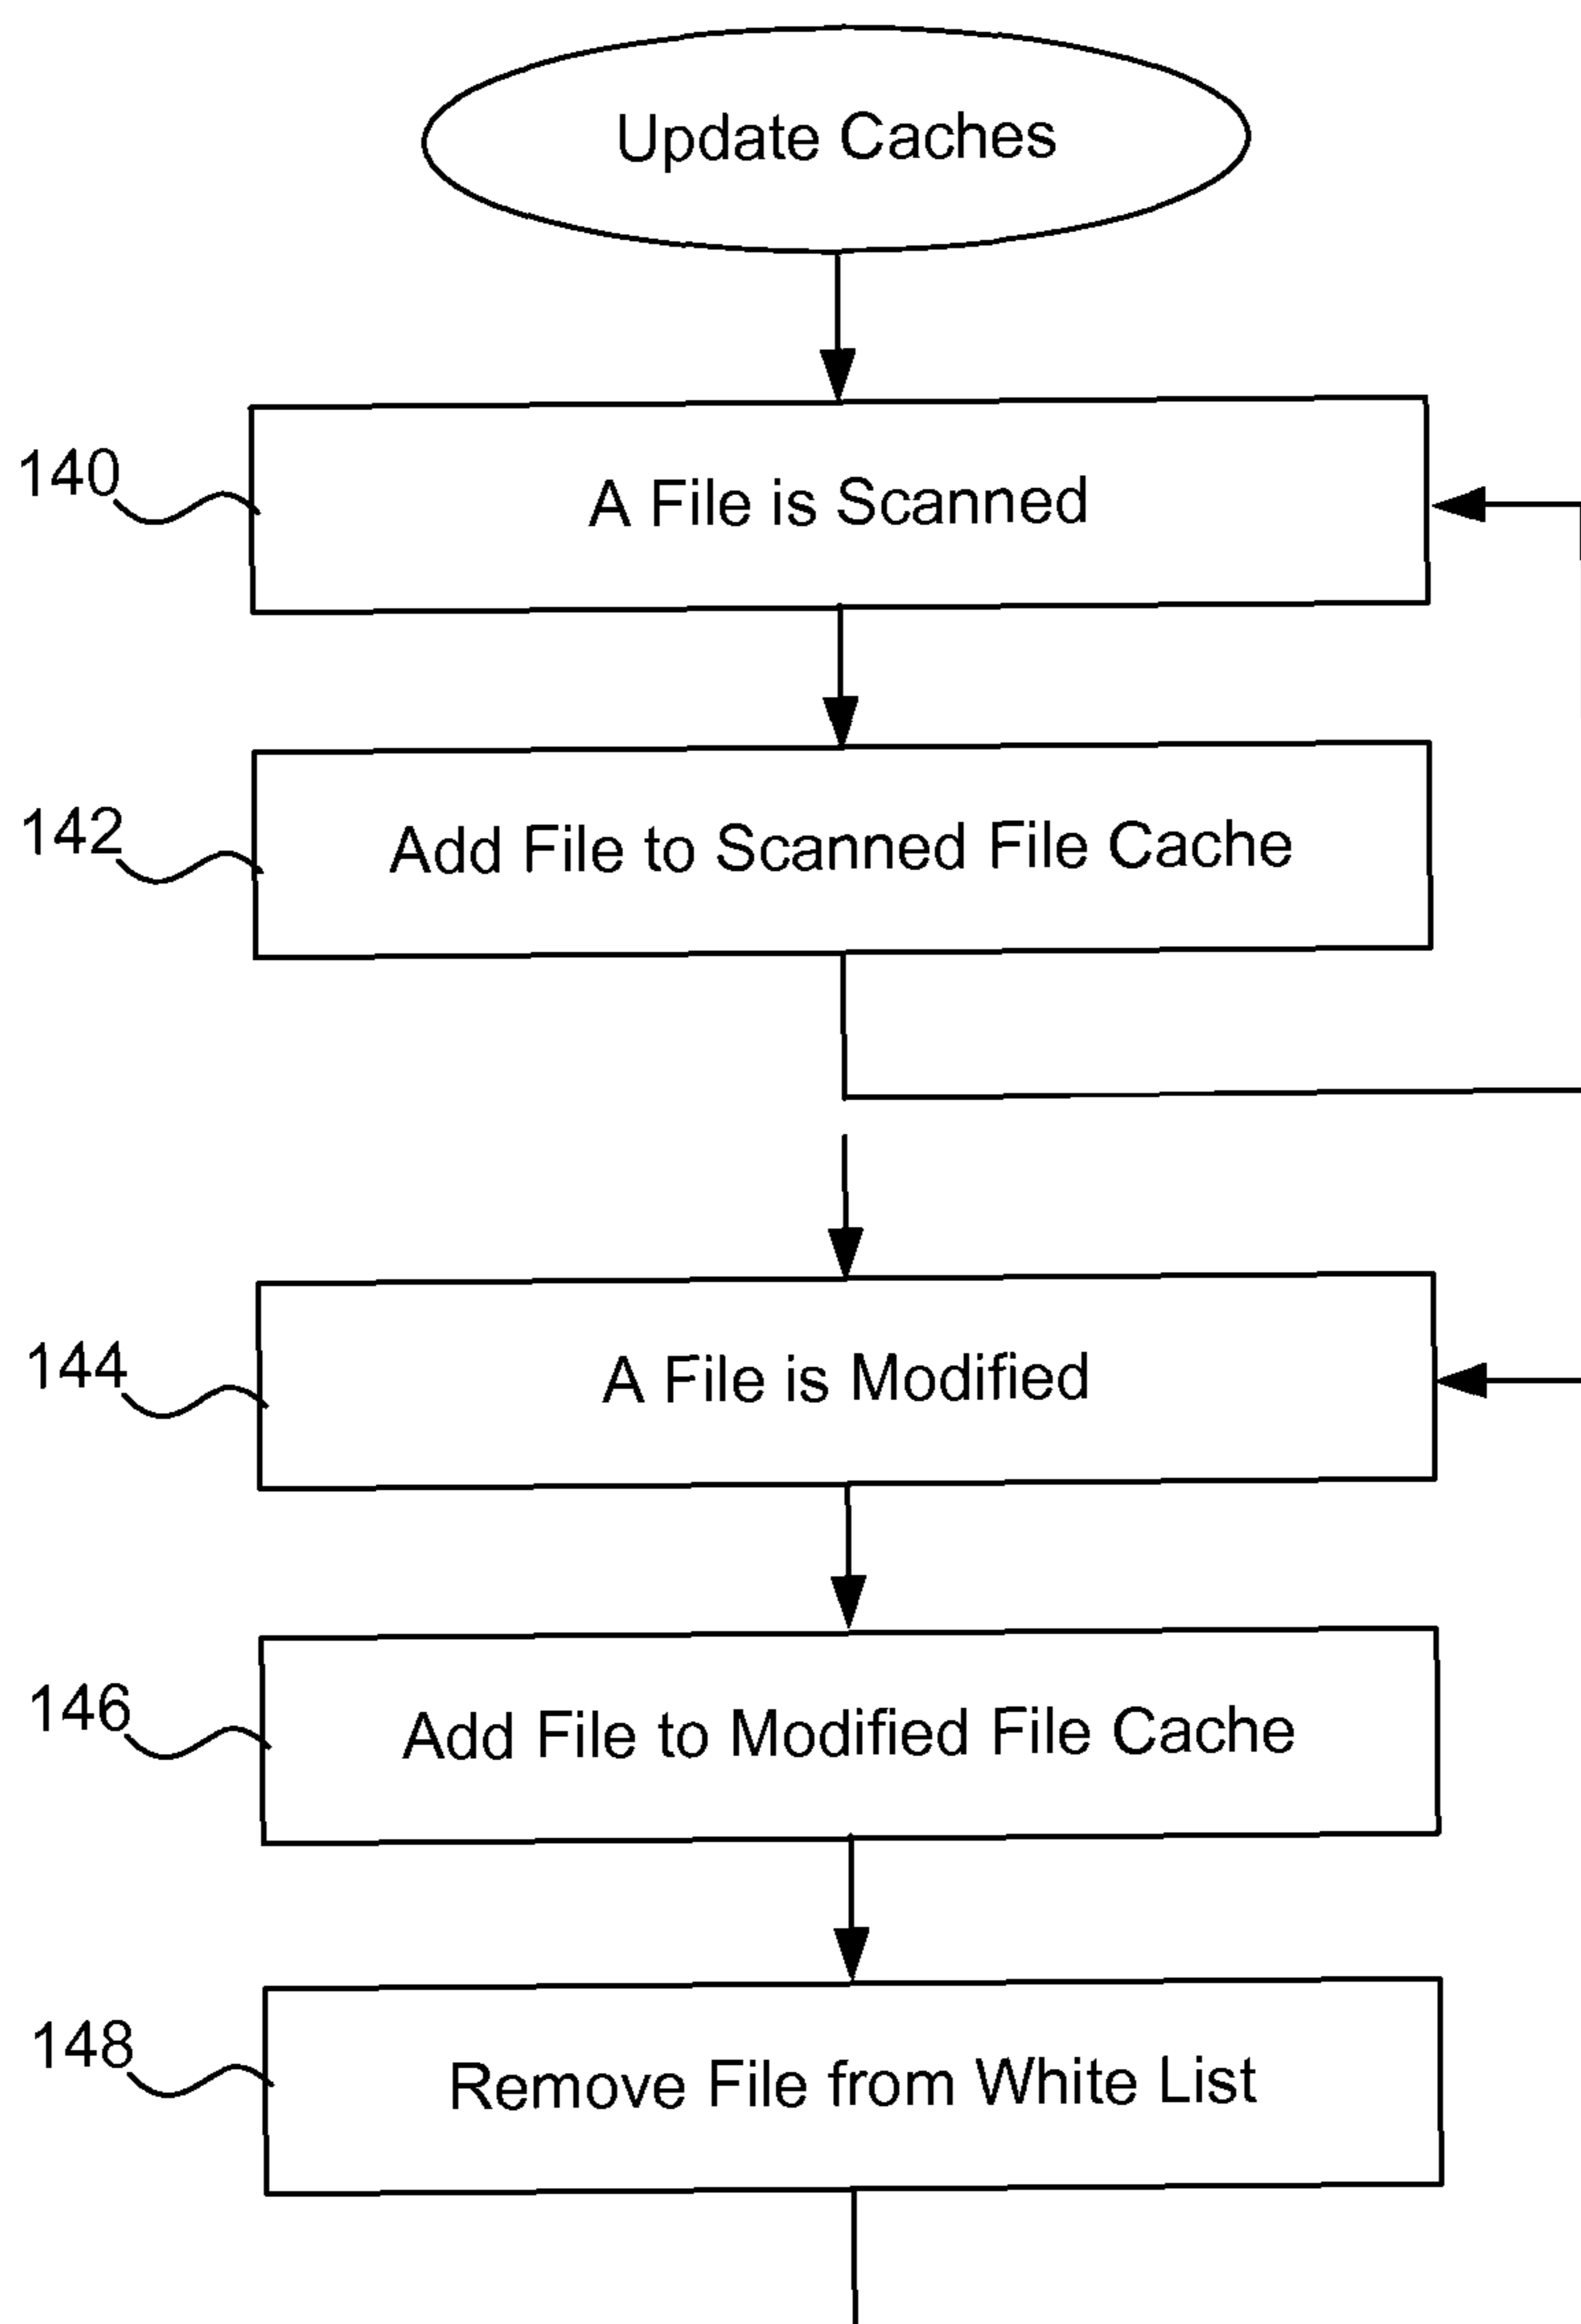 Update Caches
140
A File is Scanned
142
Add File to Scanned File Cache
144
A File is Modified
146
Add File to Modified File Cache
148
Remove File from White List